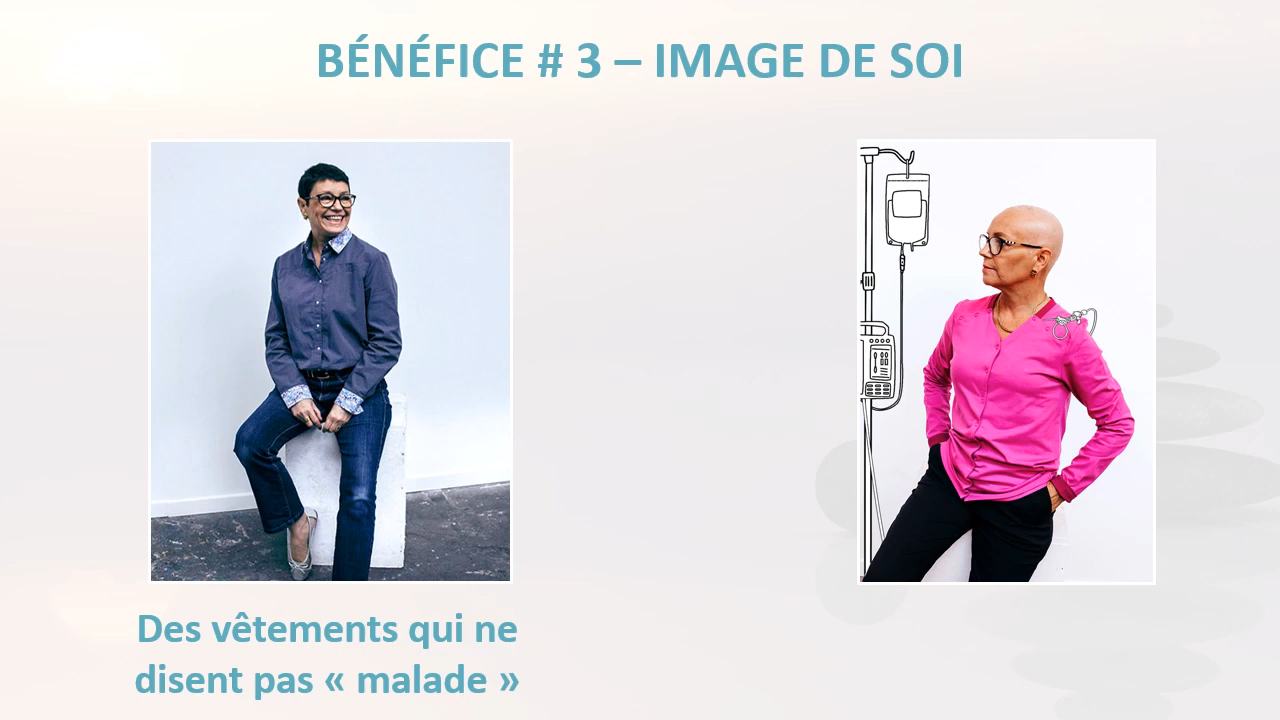 BÉNÉFICE # 3 – IMAGE DE SOI
Des vêtements qui ne
disent pas « malade »